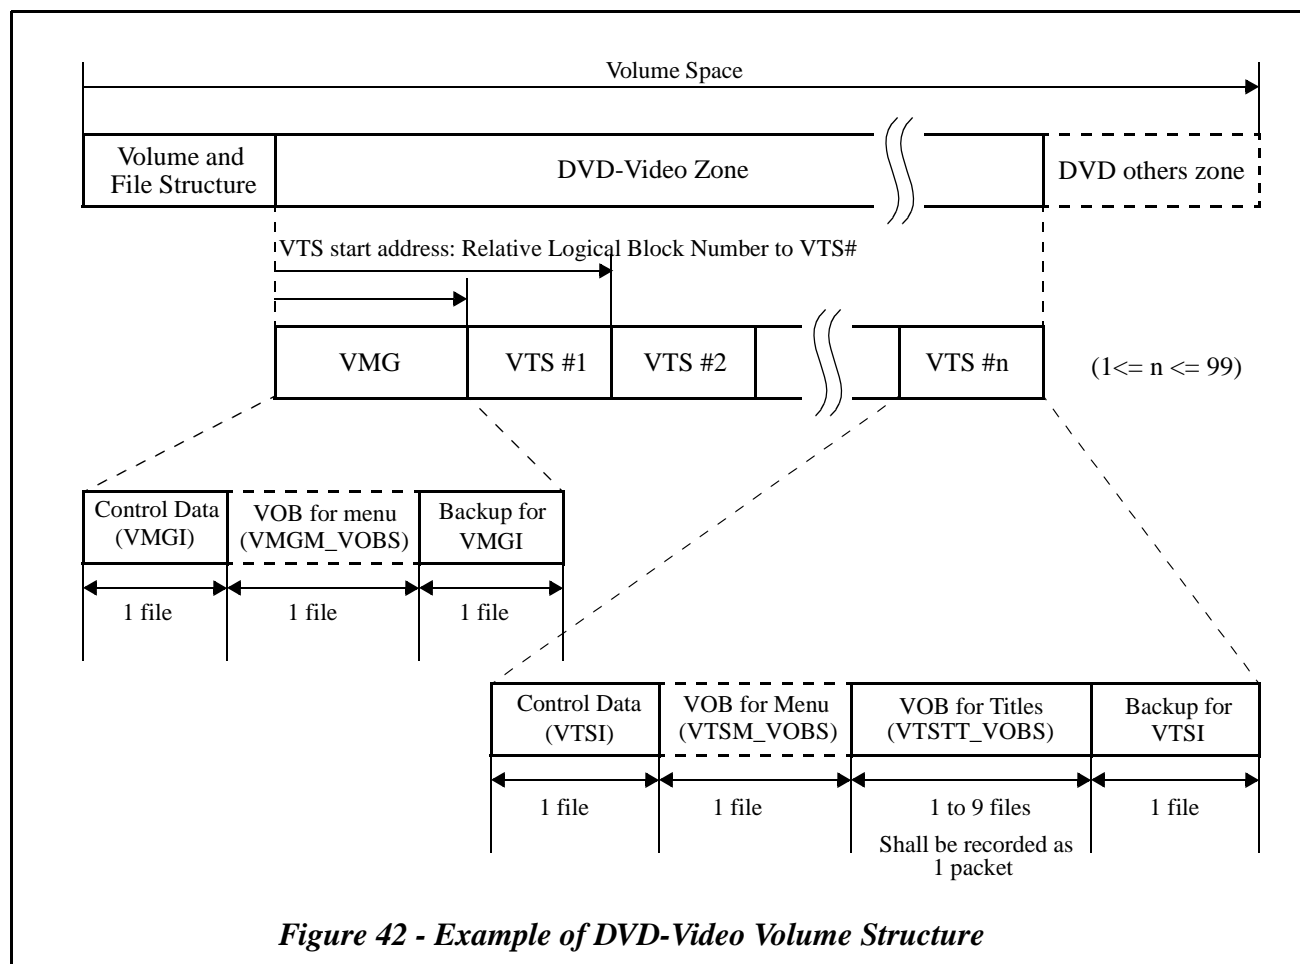 Volume Space
Volume and
File Structure
DVD-Video Zone
DVD others zone
VTS start address: Relative Logical Block Number to VTS#
VMG
VTS #1
VTS #2
VTS #n
(1<= n <= 99)
Control Data
(VMGI)
VOB for menu
(VMGM_VOBS)
Backup for
VMGI
1 file
1 file
1 file
Control Data
(VTSI)
VOB for Menu
(VTSM_VOBS)
VOB for Titles
(VTSTT_VOBS)
Backup for
VTSI
1 file
1 file
1 to 9 files
1 file
Shall be recorded as
1 packet
Figure 42 - Example of DVD-Video Volume Structure